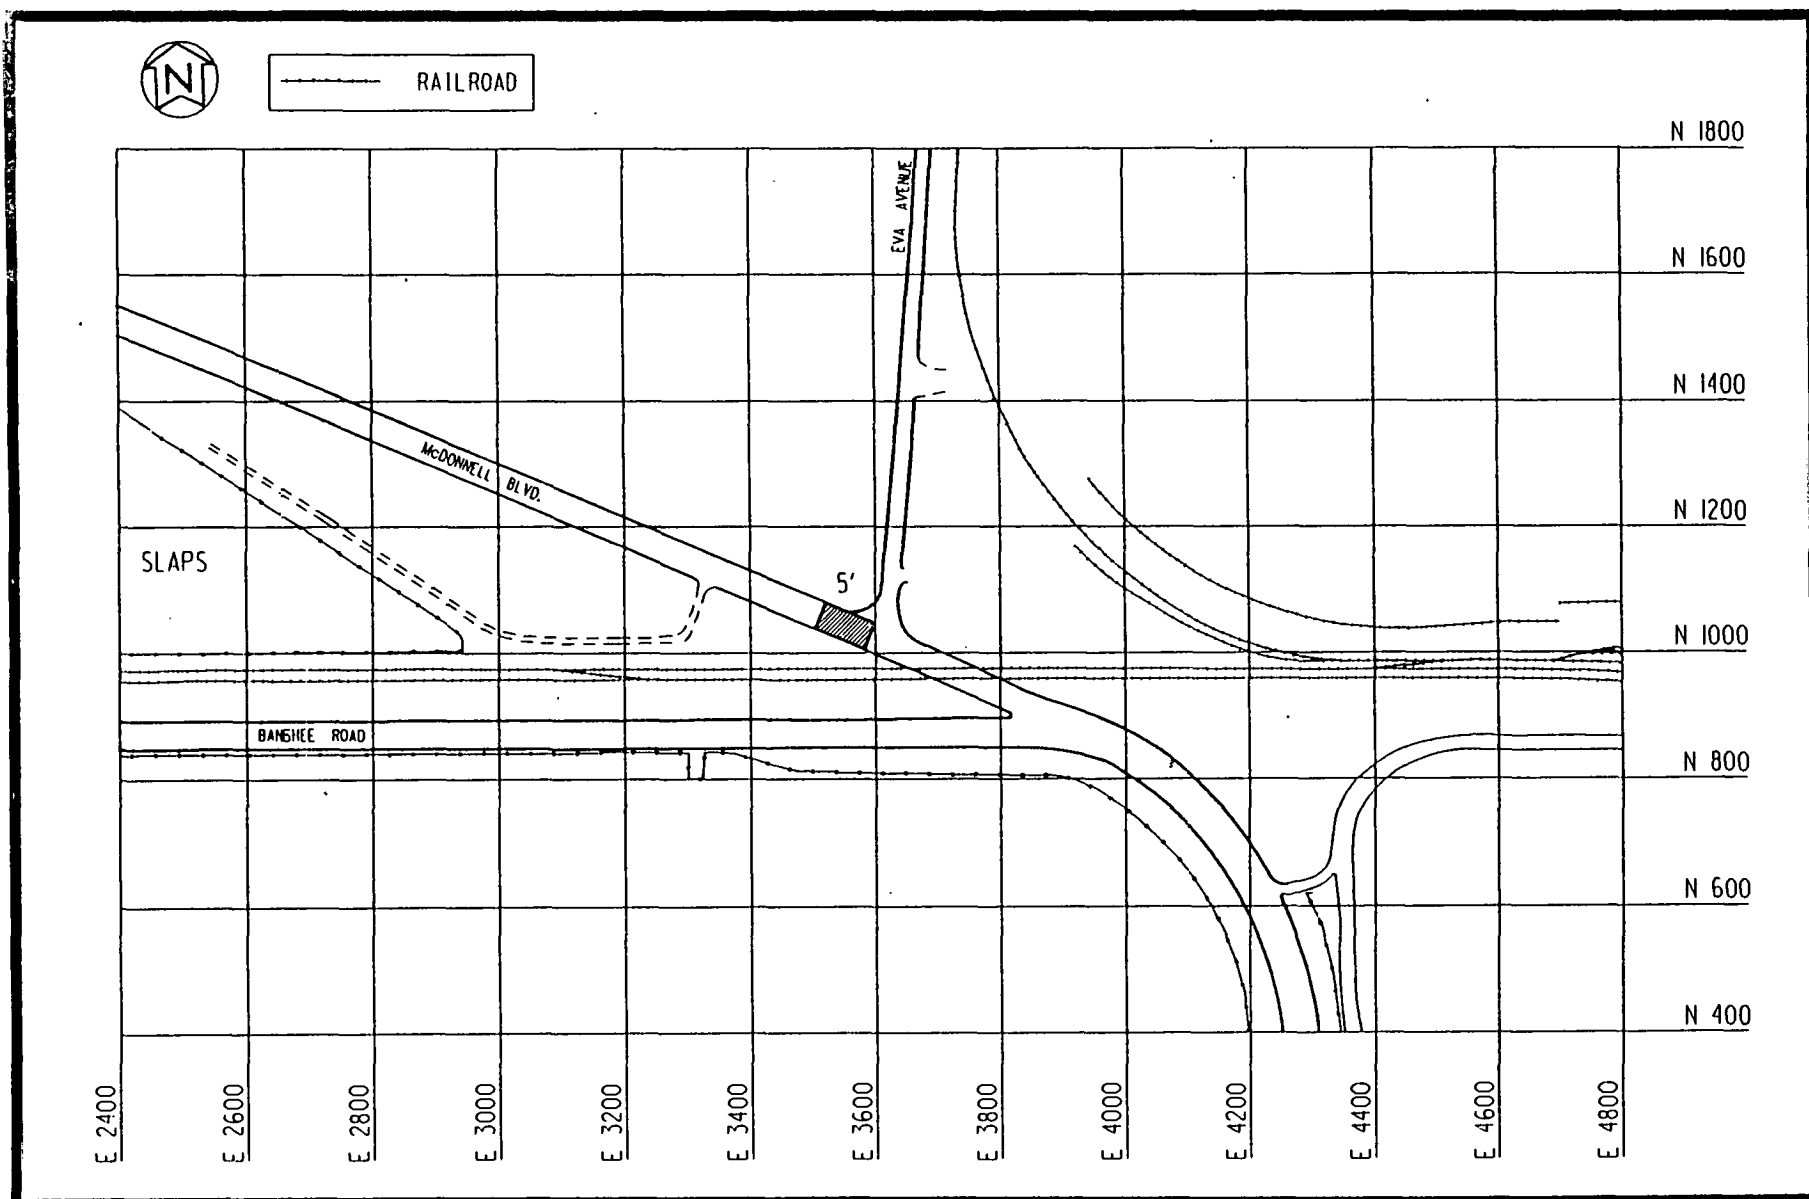 N
RAILROAD
N 1800
EVA AVENUE
N 1600
N 1400
McDONNELL BLVD.
N 1200
SLAPS
5'
N 1000
BANSHEE ROAD
N 800
N 600
N 400
E 2400
E 2600
E 2800
E 3000
E 3200
E 3400
E 3600
E 3800
E 4000
E 4200
E 4400
E 4600
E 4800